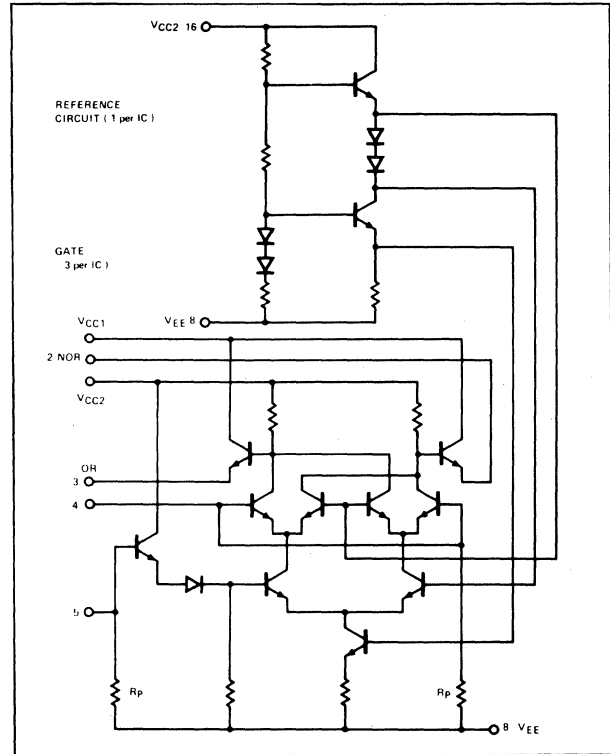 VCC2 16
REFERENCE
CIRCUIT ( 1 per IC )
GATE
3 per IC )
VEE 8
VCC1
2 NOR
VCC2
OR
3
4
5
RP
RP
8 VEE